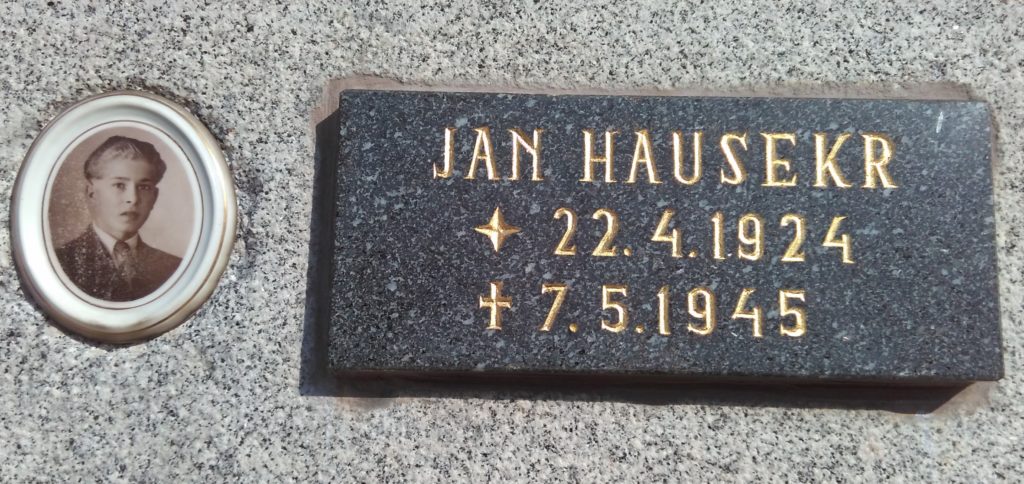 JAN HAUSEKR
✦ 22. 4. 1924
✝ 7. 5. 1945